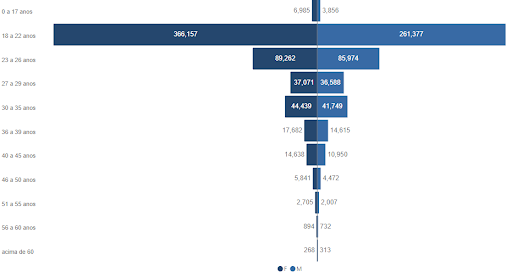 0 a 17 anos 6,985 3,856
18 a 22 anos 366,157 261,377
23 a 26 anos 89,262 85,974
27 a 29 anos 37,071 36,588
30 a 35 anos 44,439 41,749
36 a 39 anos 17,682 14,615
40 a 45 anos 14,638 10,950
46 a 50 anos 5,841 4,472
51 a 55 anos 2,705 2,007
56 a 60 anos 894 732
acima de 60 268 313
F M